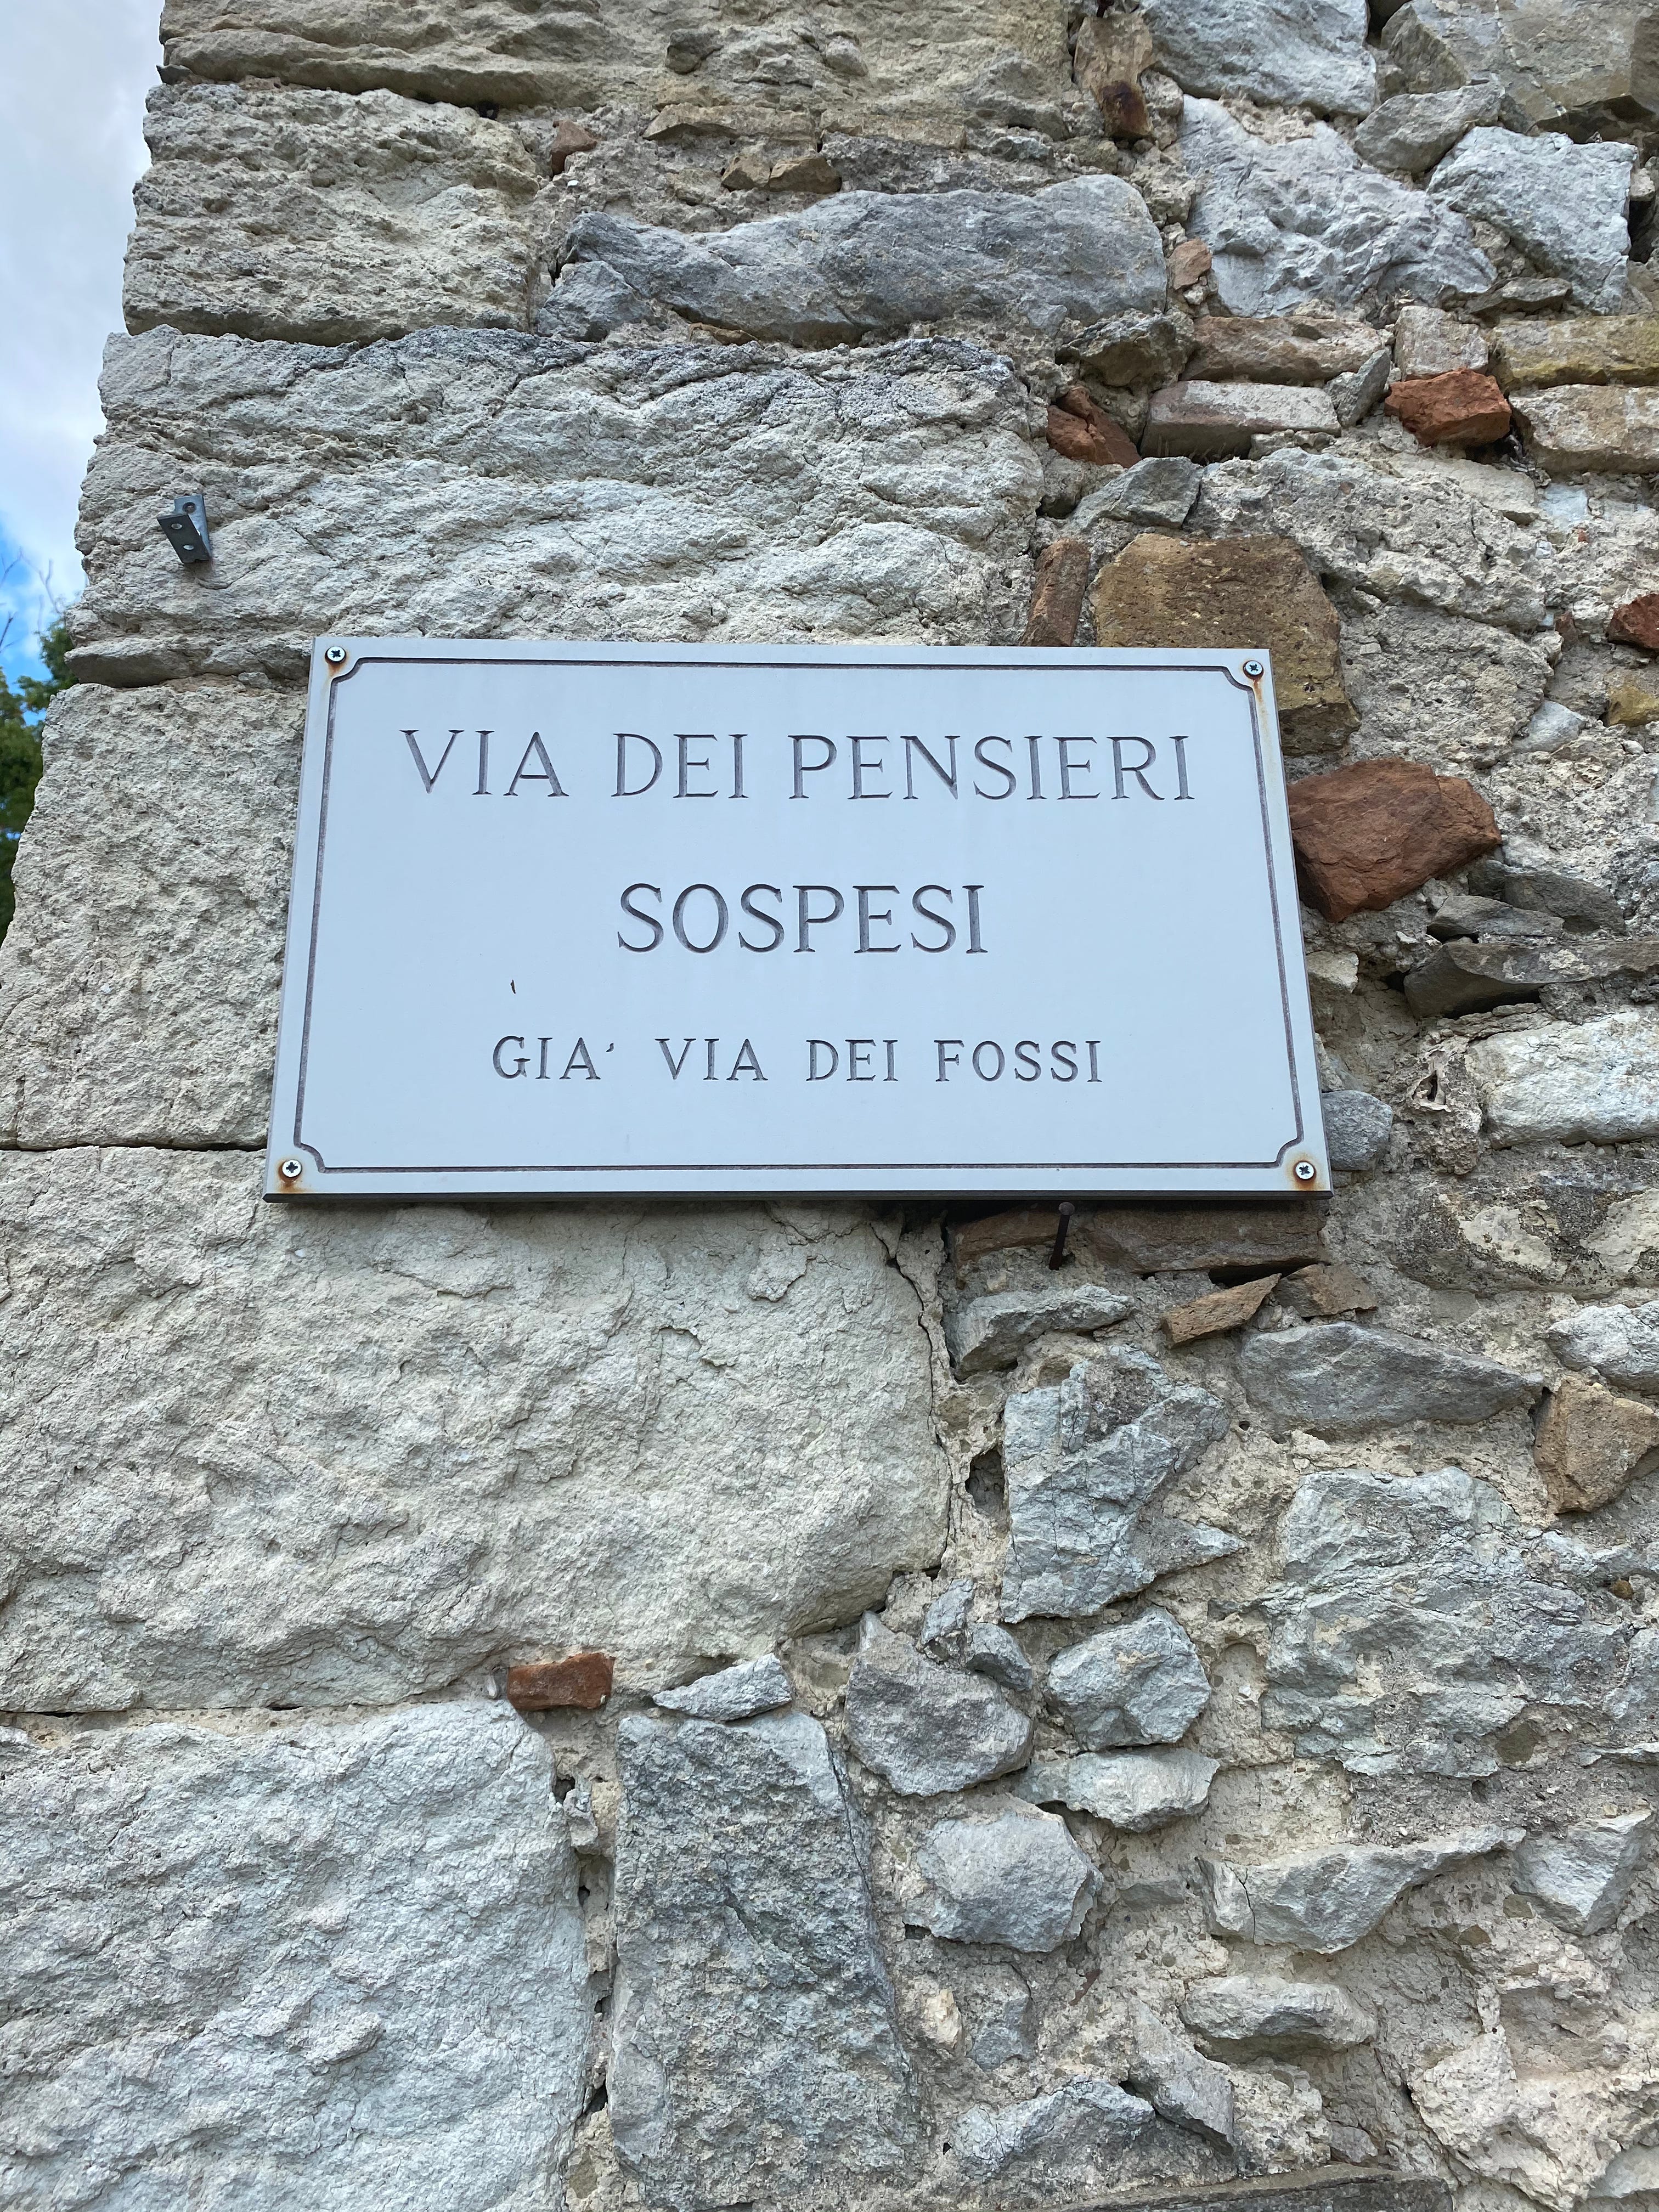 VIA DEI PENSIERI
SOSPESI
GIA' VIA DEI FOSSI